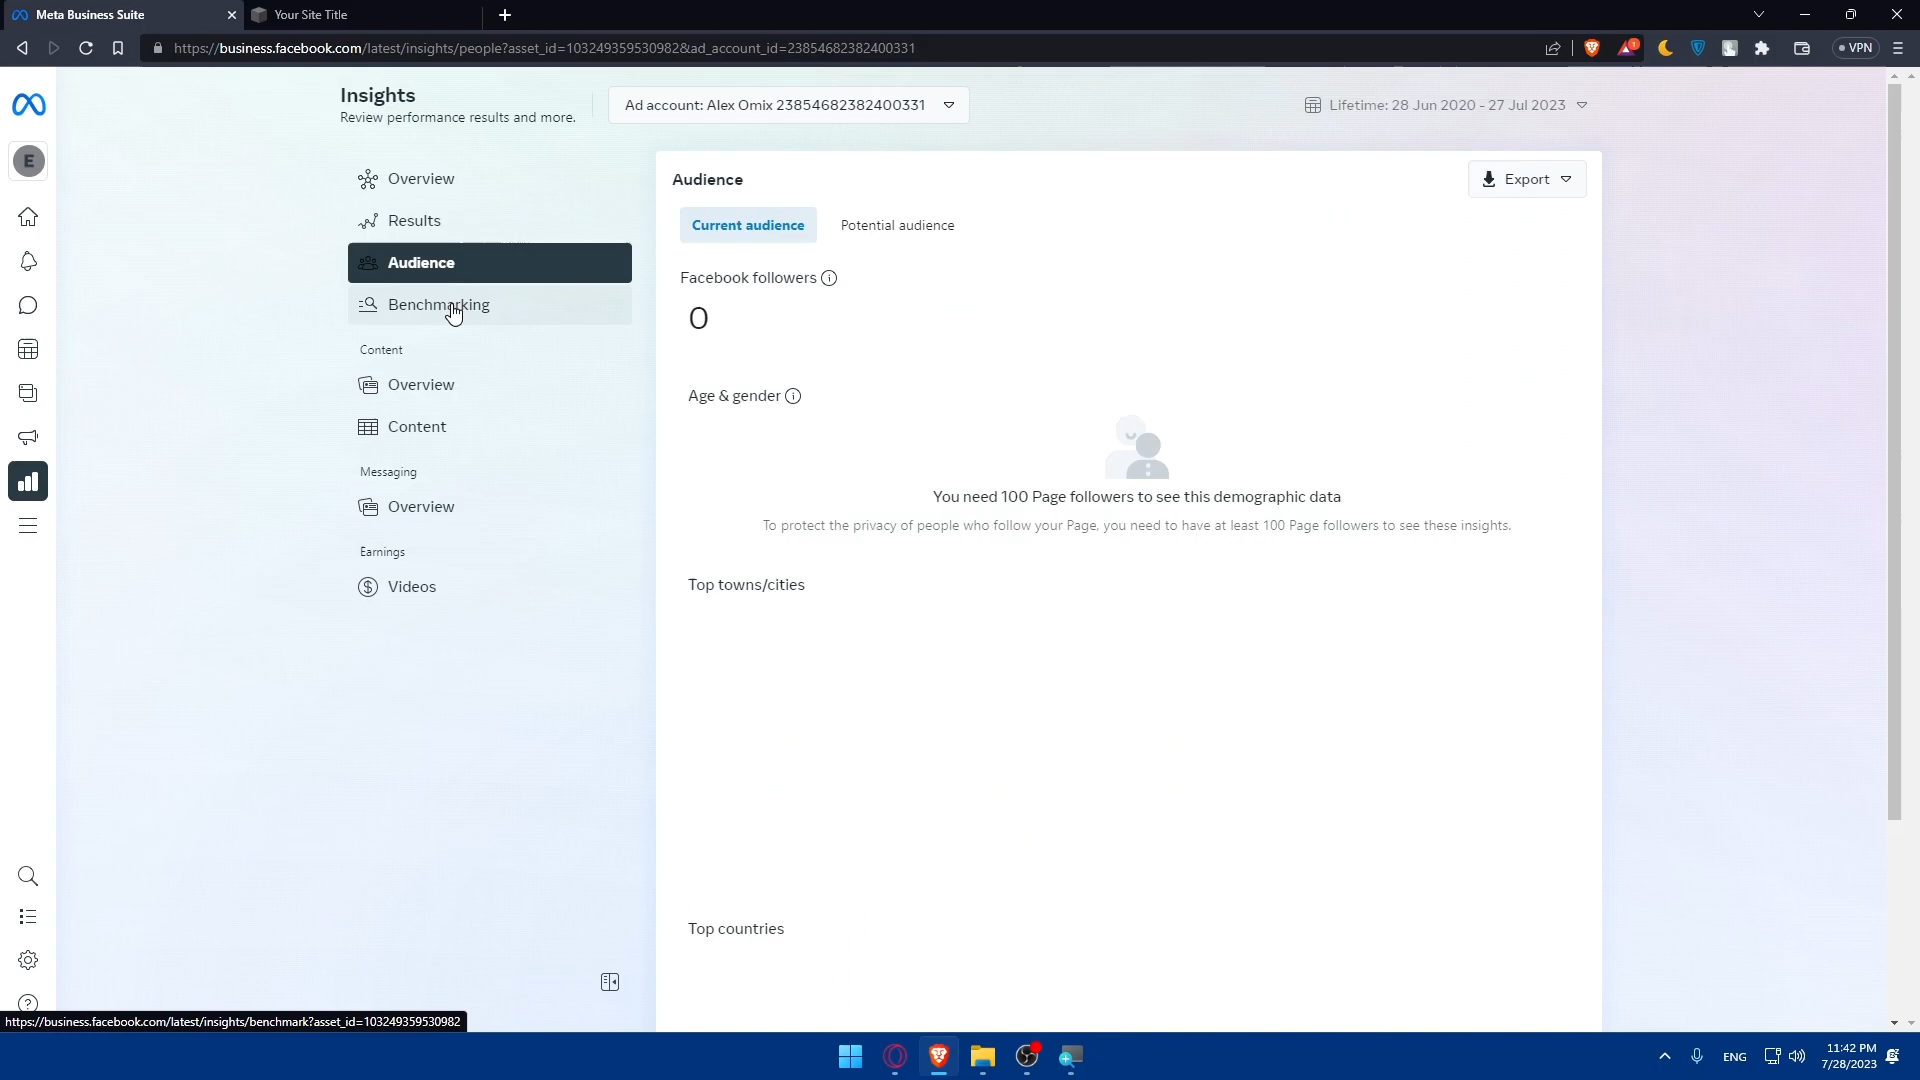 Meta Business Suite
Your Site Title
https://business.facebook.com/latest/insights/people?asset_id=103249359530982&ad_account_id=23854682382400331
1
VPN
Insights
Review performance results and more.
Ad account: Alex Omix 23854682382400331
Lifetime: 28 Jun 2020 - 27 Jul 2023
E
Overview
Results
Audience
Benchmarking
Content
Overview
Content
Messaging
Overview
Earnings
Videos
Audience
Export
Current audience
Potential audience
Facebook followers
0
Age & gender
You need 100 Page followers to see this demographic data
To protect the privacy of people who follow your Page, you need to have at least 100 Page followers to see these insights.
Top towns/cities
Top countries
https://business.facebook.com/latest/insights/benchmark?asset_id=103249359530982
ENG
11:42 PM
7/28/2023